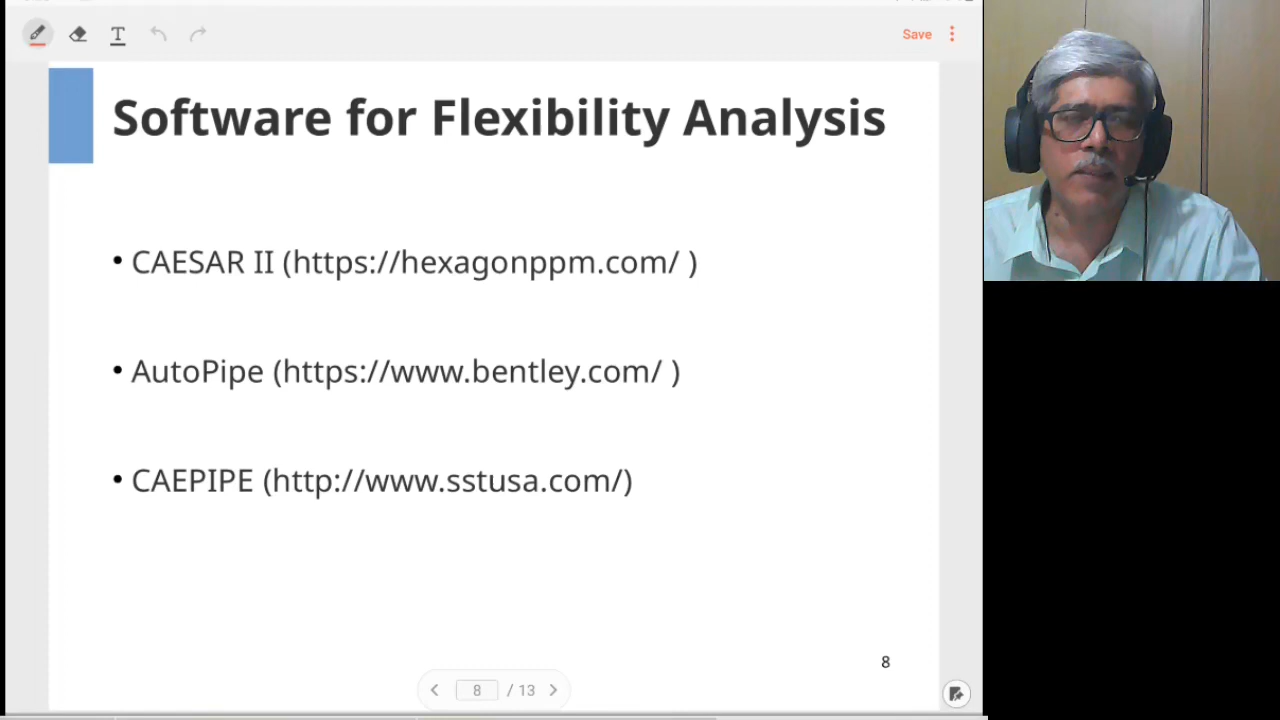 T
Save
Software for Flexibility Analysis
• CAESAR II (https://hexagonppm.com/ )
• AutoPipe (https://www.bentley.com/ )
• CAEPIPE (http://www.sstusa.com/)
8
8 / 13